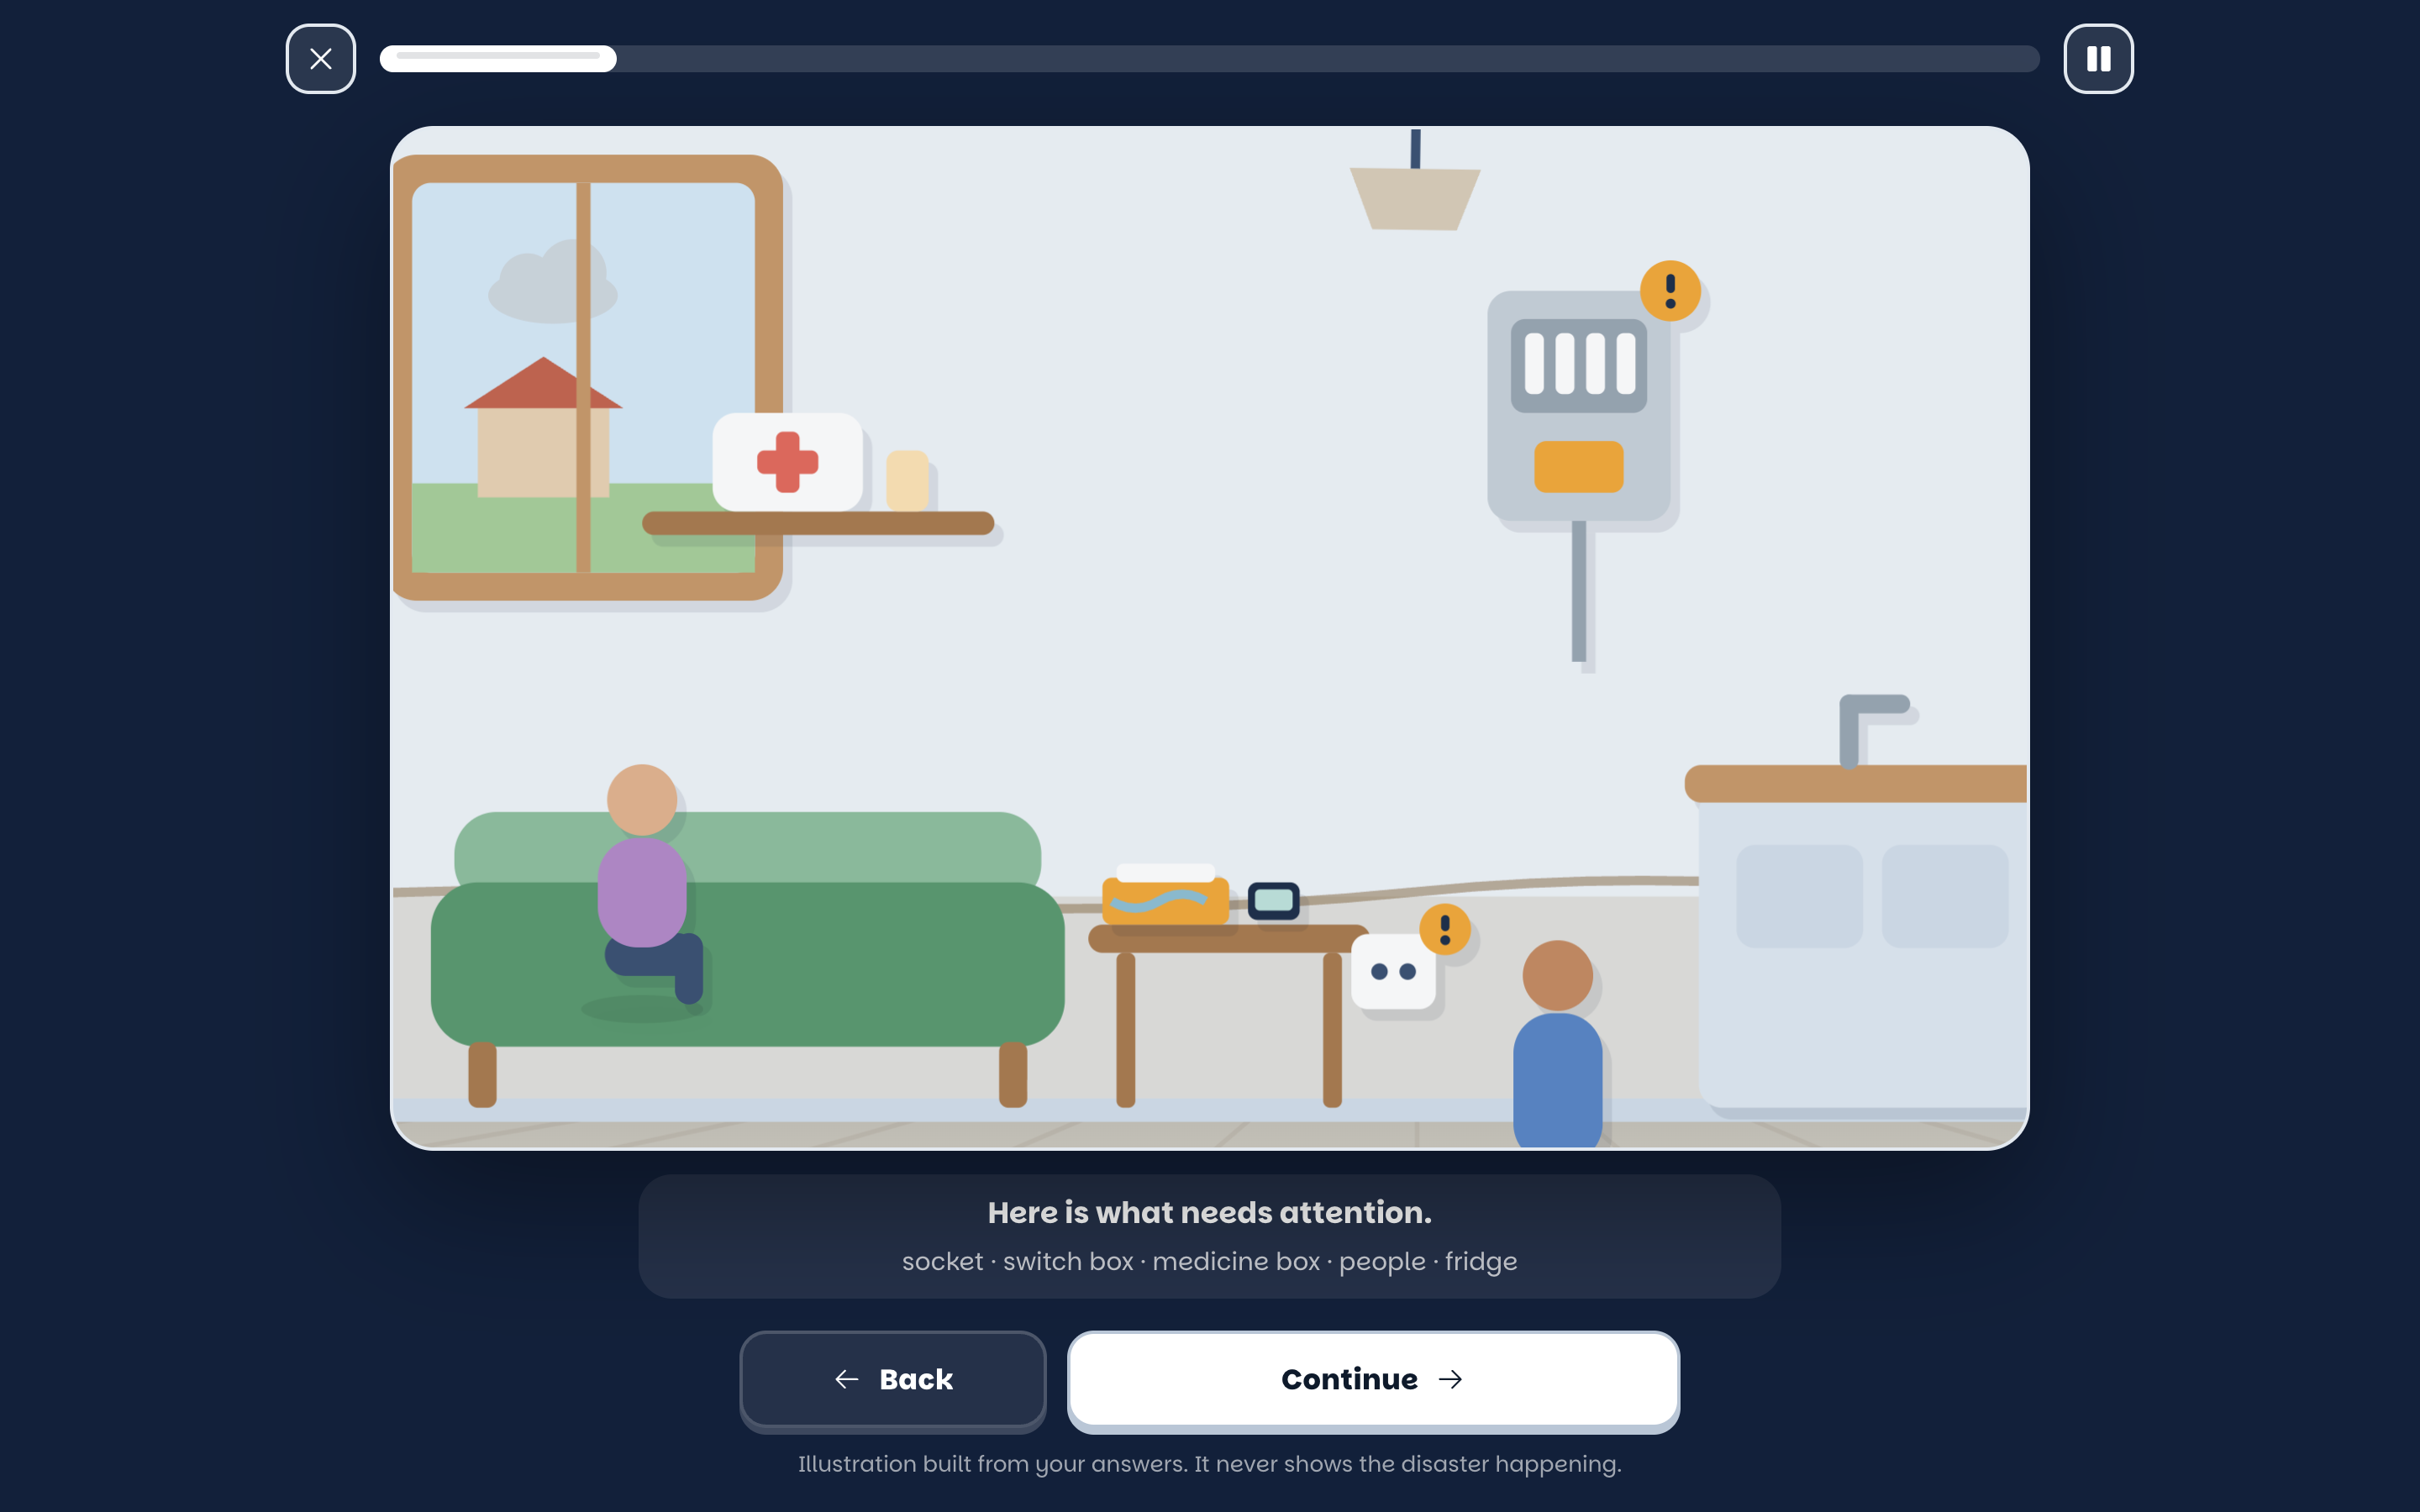 Here is what needs attention.
socket · switch box · medicine box · people · fridge
Back
Continue
Illustration built from your answers. It never shows the disaster happening.